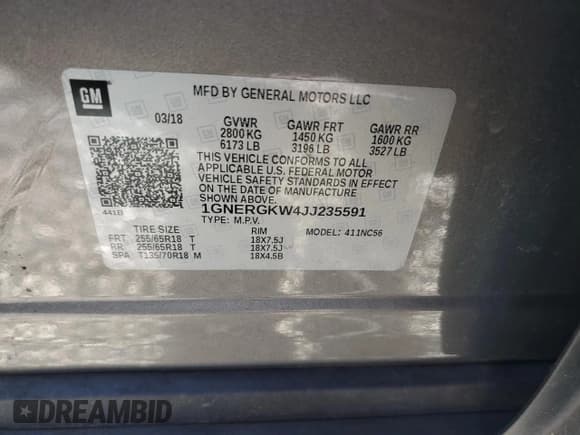 GM
MFD BY GENERAL MOTORS LLC
03/18 GVWR GAWR FRT GAWR RR
2800 KG 1450 KG 1600 KG
6173 LB 3196 LB 3527 LB
THIS VEHICLE CONFORMS TO ALL
APPLICABLE U.S. FEDERAL MOTOR
VEHICLE SAFETY STANDARDS IN
EFFECT ON THE DATE OF
MANUFACTURE SHOWN ABOVE.
441B 1GNERGKW4JJ235591
TYPE: M.P.V.
TIRE SIZE RIM MODEL: 411NC56
FRT 255/65R18 T 18X7.5J
RR 255/65R18 T 18X7.5J
SPA T135/70R18 M 18X4.5B
DREAMBID